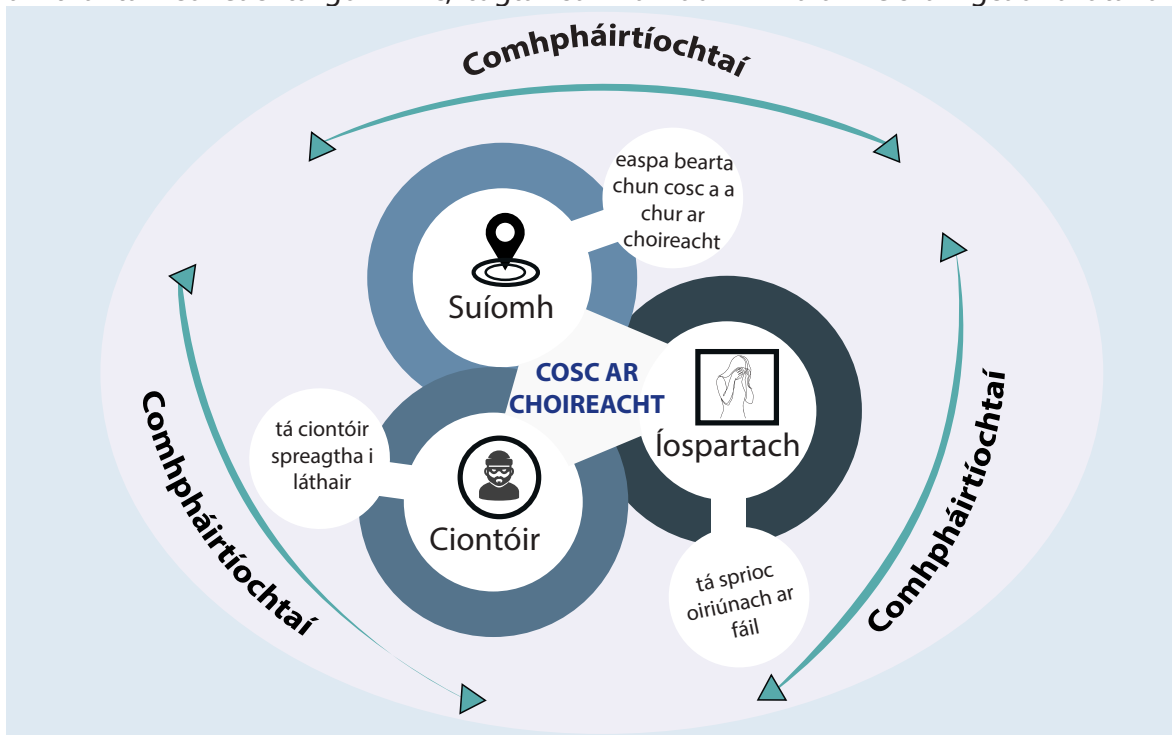 Comhpháirtíochtaí
easpa bearta
chun cosc a a
chur ar
choireacht
Suíomh
COSC AR
CHOIREACHT
Íospartach
tá ciontóir
spreagtha i
láthair
Ciontóir
tá sprioc
oiriúnach ar
fáil
Comhpháirtíochtaí
Comhpháirtíochtaí